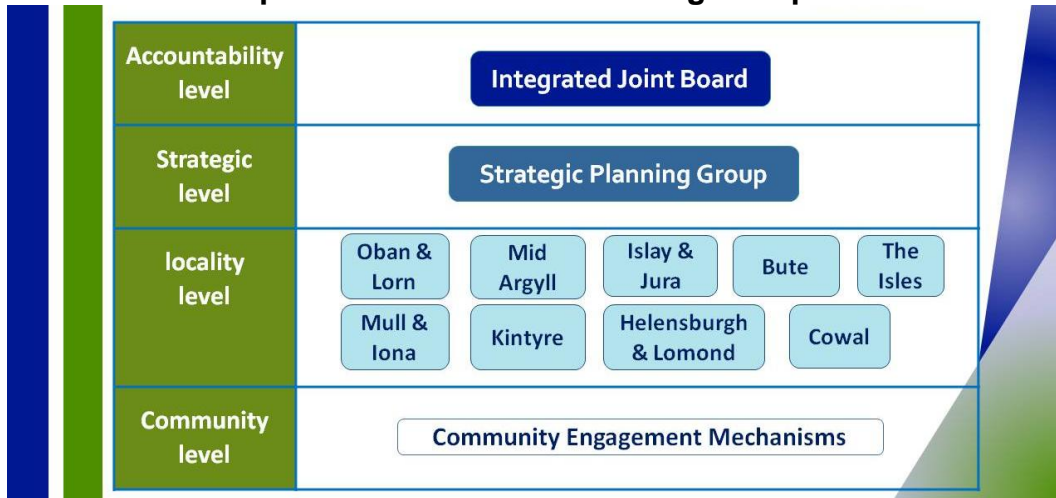 Accountability
level
Integrated Joint Board
Strategic
level
Strategic Planning Group
locality
level
Oban &
Lorn
Mid
Argyll
Islay &
Jura
Bute
The
Isles
Mull &
Iona
Kintyre
Helensburgh
& Lomond
Cowal
Community
level
Community Engagement Mechanisms